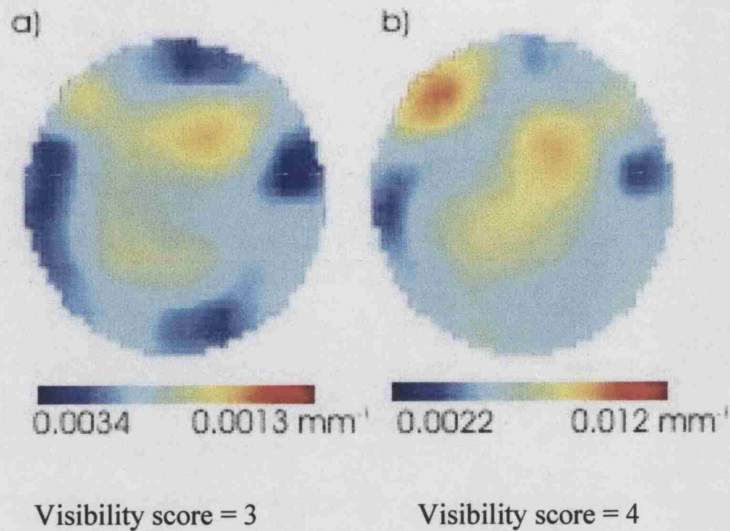 a)
b)
0.0034 0.0013 mm⁻¹
0.0022 0.012 mm⁻¹
Visibility score = 3
Visibility score = 4